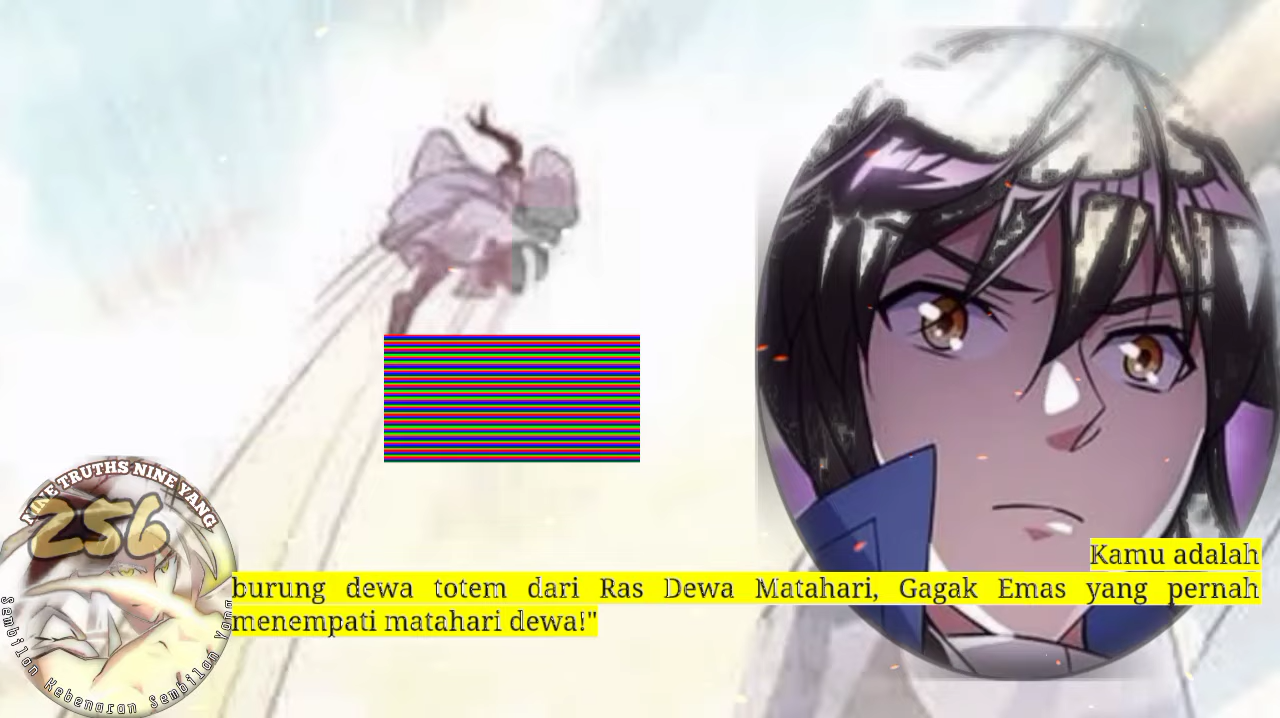 NINE TRUTHS NINE YANG
256
Sembilan Kebenaran Sembilan Yang
Kamu adalah
burung dewa totem dari Ras Dewa Matahari, Gagak Emas yang pernah
menempati matahari dewa!"